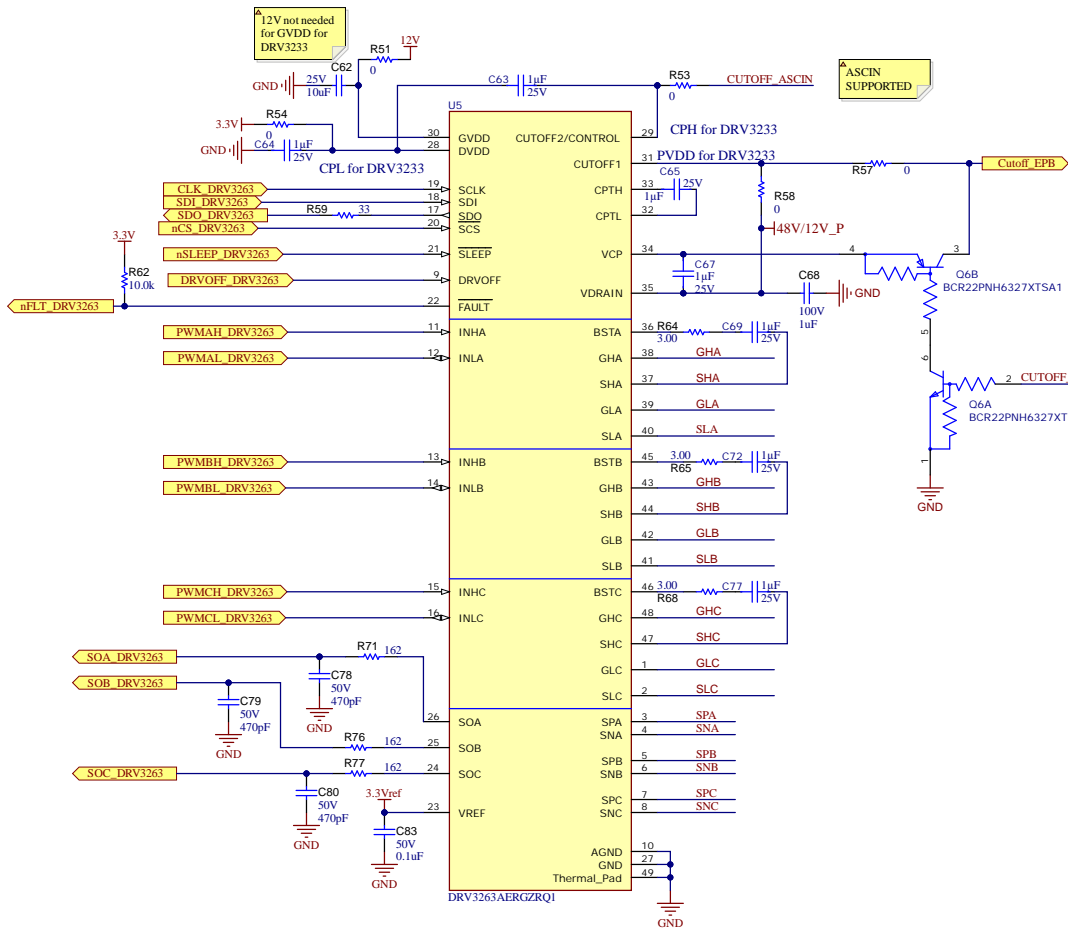 12V not needed
for GVDD for
DRV3233
R51
0
12V
GND
25V
10uF
C62
C63
1µF
25V
R53
0
CUTOFF_ASCIN
ASCIN
SUPPORTED
3.3V
R54
0
GND
C64
1µF
25V
CPL for DRV3233
U5
CPH for DRV3233
PVDD for DRV3233
30 GVDD
28 DVDD
CUTOFF2/CONTROL 29
CUTOFF1 31
R57
0
Cutoff_EPB
CLK_DRV3263 19 SCLK
SDI_DRV3263 18 SDI
SDO_DRV3263 R59 33 17 SDO
nCS_DRV3263 20 SCS
CPTH 33
C65
25V
1µF
CPTL 32
R58
0
48V/12V_P
3.3V
R62
10.0k
nSLEEP_DRV3263 21 SLEEP
DRVOFF_DRV3263 9 DRVOFF
nFLT_DRV3263 22 FAULT
VCP 34
C67
1µF
25V
VDRAIN 35
C68
100V
1uF
GND
4
3
Q6B
BCR22PNH6327XTSA1
5
6
2
CUTOFF_
Q6A
BCR22PNH6327XT
1
GND
PWMAH_DRV3263 11 INHA
PWMAL_DRV3263 12 INLA
BSTA 36
R64
3.00
C69
1µF
25V
GHA 38 GHA
SHA 37 SHA
GLA 39 GLA
SLA 40 SLA
PWMBH_DRV3263 13 INHB
PWMBL_DRV3263 14 INLB
BSTB 45
3.00
R65
C72
1µF
25V
GHB 43 GHB
SHB 44 SHB
GLB 42 GLB
SLB 41 SLB
PWMCH_DRV3263 15 INHC
PWMCL_DRV3263 16 INLC
BSTC 46
3.00
R68
C77
1µF
25V
GHC 48 GHC
SHC 47 SHC
GLC 1 GLC
SLC 2 SLC
SOA_DRV3263
R71 162
C78
50V
470pF
GND
26 SOA
SOB_DRV3263
C79
50V
470pF
GND
R76 162
25 SOB
SOC_DRV3263
R77 162
24 SOC
C80
50V
470pF
GND
3.3Vref
23 VREF
C83
50V
0.1uF
GND
SPA 3 SPA
SNA 4 SNA
SPB 5 SPB
SNB 6 SNB
SPC 7 SPC
SNC 8 SNC
AGND 10
GND 27
Thermal_Pad 49
GND
DRV3263AERGZRQ1